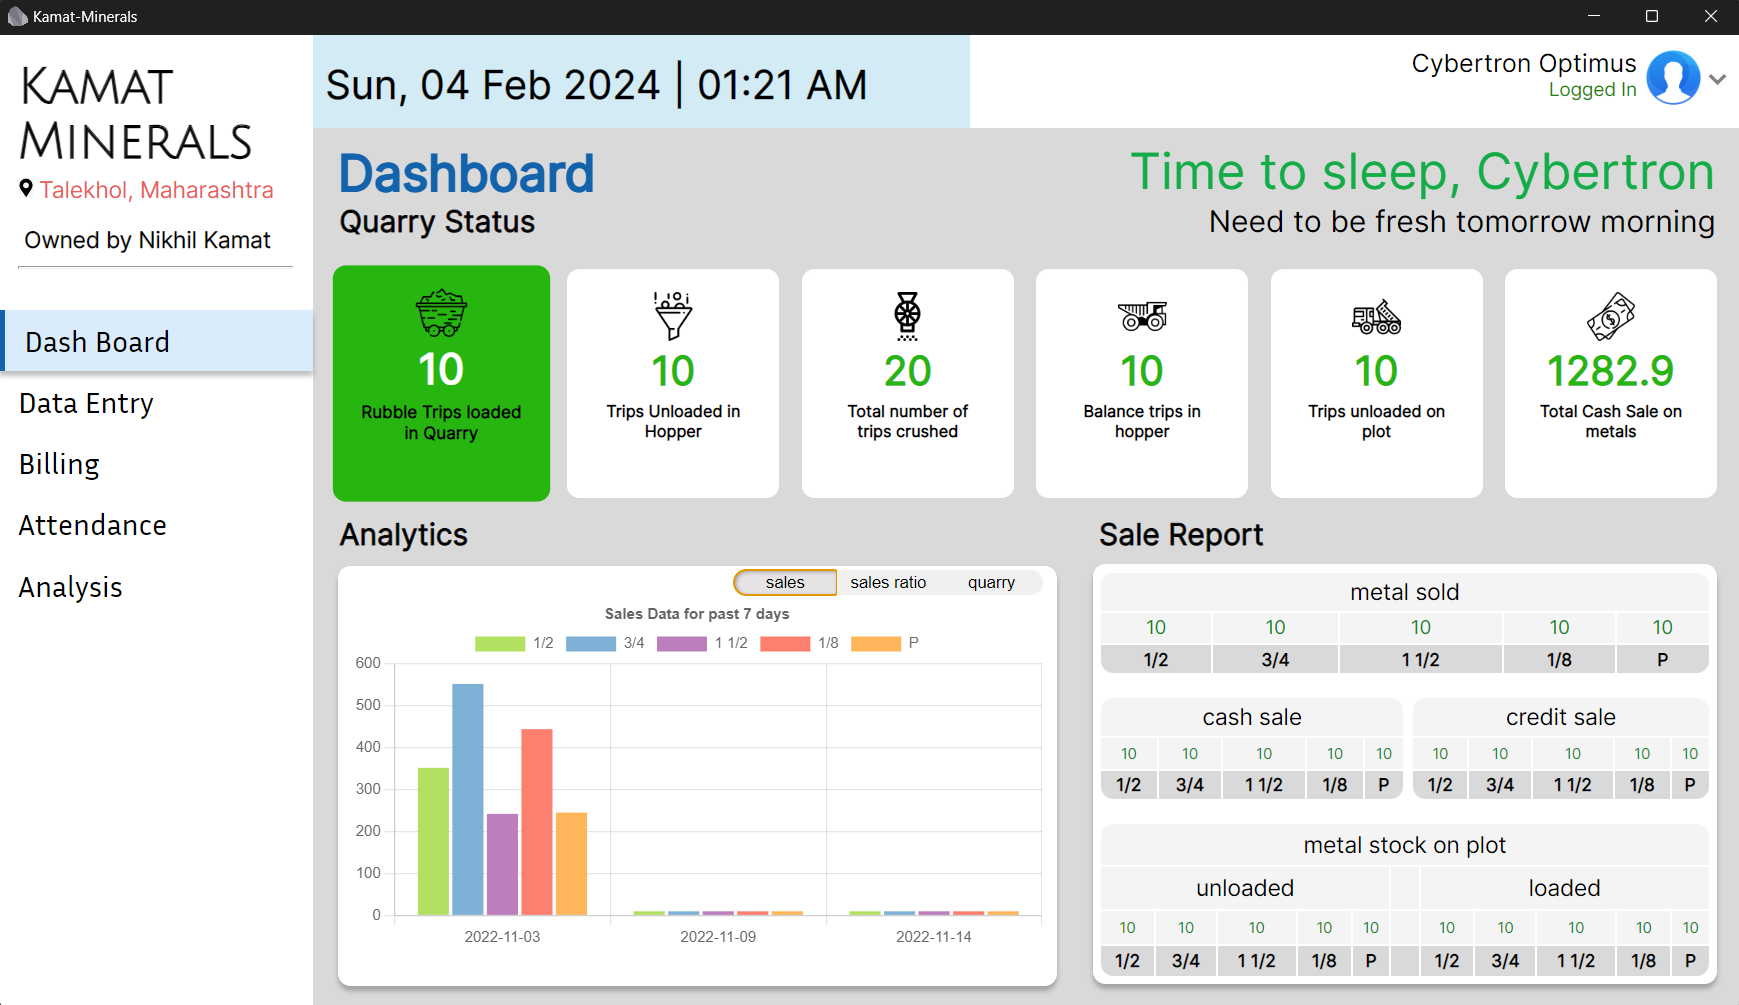 Kamat-Minerals
KAMAT
MINERALS
Talekhol, Maharashtra
Owned by Nikhil Kamat
Dash Board
Data Entry
Billing
Attendance
Analysis
Sun, 04 Feb 2024 | 01:21 AM
Cybertron Optimus
Logged In
Dashboard
Quarry Status
Time to sleep, Cybertron
Need to be fresh tomorrow morning
10
Rubble Trips loaded
in Quarry
10
Trips Unloaded in
Hopper
20
Total number of
trips crushed
10
Balance trips in
hopper
10
Trips unloaded on
plot
1282.9
Total Cash Sale on
metals
Analytics
sales sales ratio quarry
Sales Data for past 7 days
1/2 3/4 1 1/2 1/8 P
600
500
400
300
200
100
0
2022-11-03 2022-11-09 2022-11-14
Sale Report
metal sold
10 10 10 10 10
1/2 3/4 1 1/2 1/8 P
cash sale
10 10 10 10 10
1/2 3/4 1 1/2 1/8 P
credit sale
10 10 10 10 10
1/2 3/4 1 1/2 1/8 P
metal stock on plot
unloaded loaded
10 10 10 10 10 10 10 10 10 10
1/2 3/4 1 1/2 1/8 P 1/2 3/4 1 1/2 1/8 P